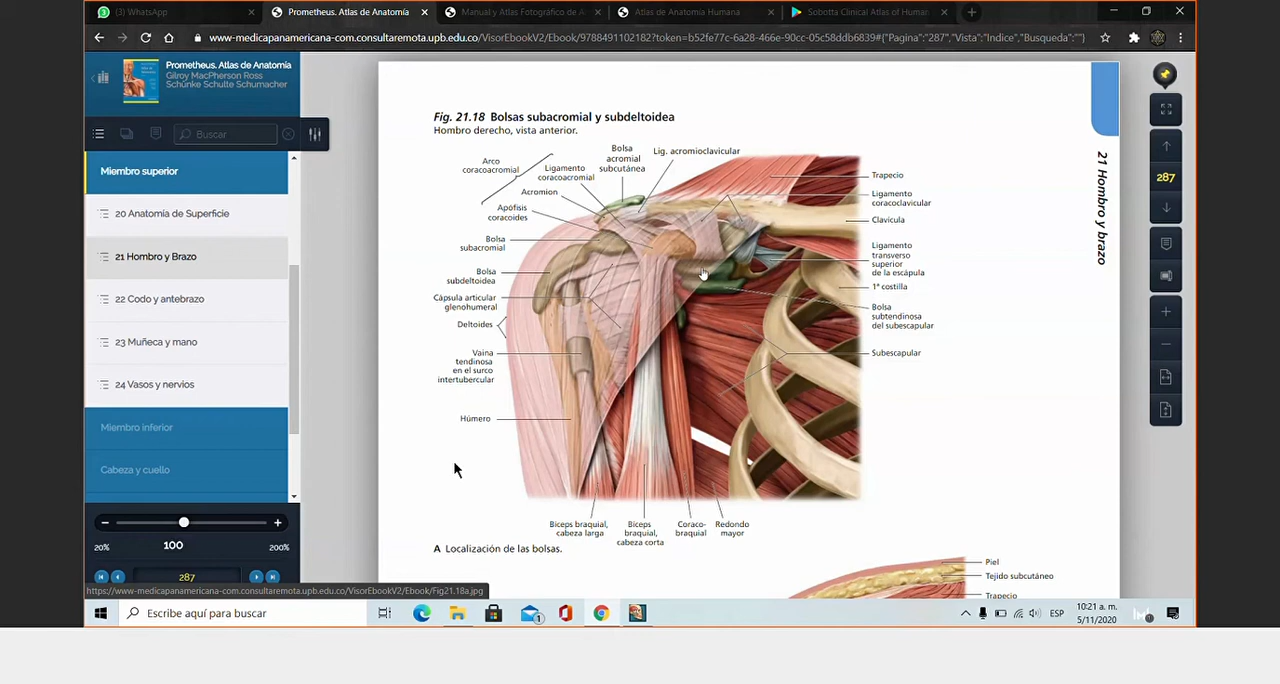 (3) WhatsApp
Prometheus. Atlas de Anatomía
Manual y Atlas Fotográfico de A
Atlas de Anatomía Humana
Sobotta Clinical Atlas of Human
www-medicapanamericana-com.consultaremota.upb.edu.co/VisorEbookV2/Ebook/9788491102182?token=b52fe77c-6a28-466e-90cc-05c58ddb6839#{"Pagina":"287","Vista":"Indice","Busqueda":""}
Prometheus. Atlas de Anatomía
Gilroy MacPherson Ross
Schünke Schulte Schumacher
Buscar
Miembro superior
20 Anatomía de Superficie
21 Hombro y Brazo
22 Codo y antebrazo
23 Muñeca y mano
24 Vasos y nervios
Miembro inferior
Cabeza y cuello
20%
100
200%
287
https://www-medicapanamericana-com.consultaremota.upb.edu.co/VisorEbookV2/Ebook/Fig21.18a.jpg
Fig. 21.18 Bolsas subacromial y subdeltoidea
Hombro derecho, vista anterior.
Arco
coracoacromial
Ligamento
coracoacromial
Bolsa
acromial
subcutánea
Lig. acromioclavicular
Acromion
Apófisis
coracoides
Bolsa
subacromial
Bolsa
subdeltoidea
Cápsula articular
glenohumeral
Deltoides
Vaina
tendinosa
en el surco
intertubercular
Húmero
Trapecio
Ligamento
coracoclavicular
Clavícula
Ligamento
transverso
superior
de la escápula
1ª costilla
Bolsa
subtendinosa
del subescapular
Subescapular
Bíceps braquial,
cabeza larga
Bíceps
braquial,
cabeza corta
Coraco-
braquial
Redondo
mayor
A Localización de las bolsas.
Piel
Tejido subcutáneo
Trapecio
21 Hombro y brazo
287
Escribe aquí para buscar
1
ESP
10:21 a. m.
5/11/2020